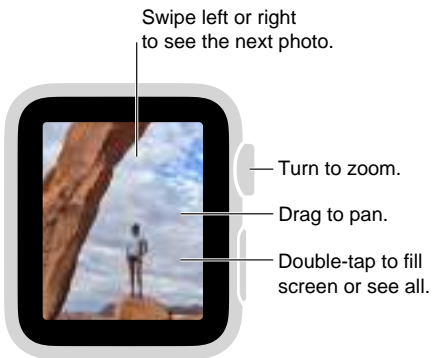 Swipe left or right
to see the next photo.
Turn to zoom.
Drag to pan.
Double-tap to fill
screen or see all.